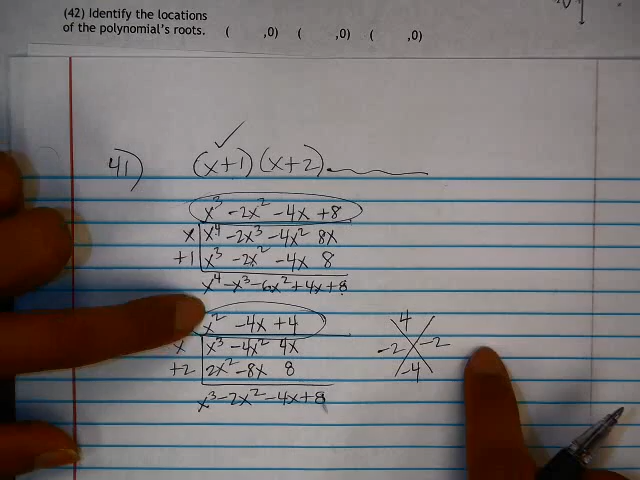 (42) Identify the locations
of the polynomial's roots. ( ,0) ( ,0) ( ,0)
41) (x+1)(x+2)
x³ -2x² -4x +8
x x⁴ -2x³ -4x² 8x
+1 x³ -2x² -4x 8
x⁴-x³-6x²+4x+8
x² -4x +4
x x³ -4x² 4x
+2 2x² -8x 8
x³-2x²-4x+8
4
-2 -2
-4